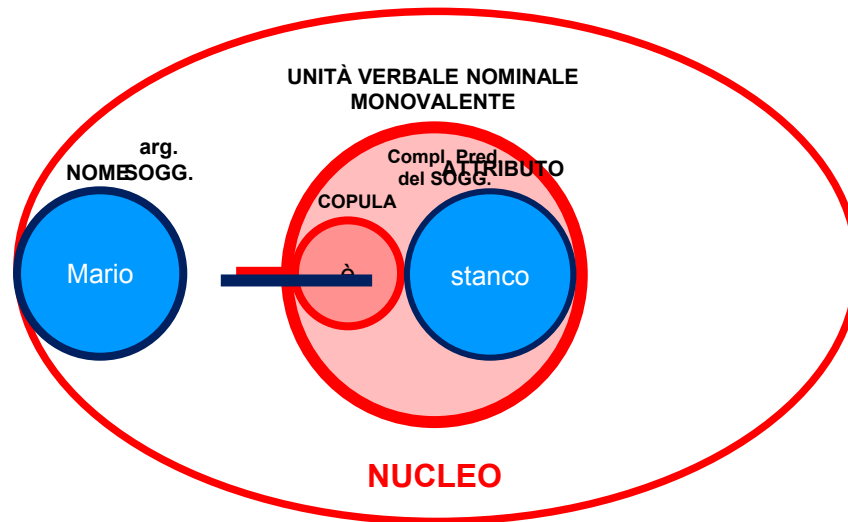 UNITÀ VERBALE NOMINALE
MONOVALENTE
arg.
SOGG.
NOME
Compl. Pred.
del SOGG.
ATTRIBUTO
COPULA
Mario
È
stanco
NUCLEO